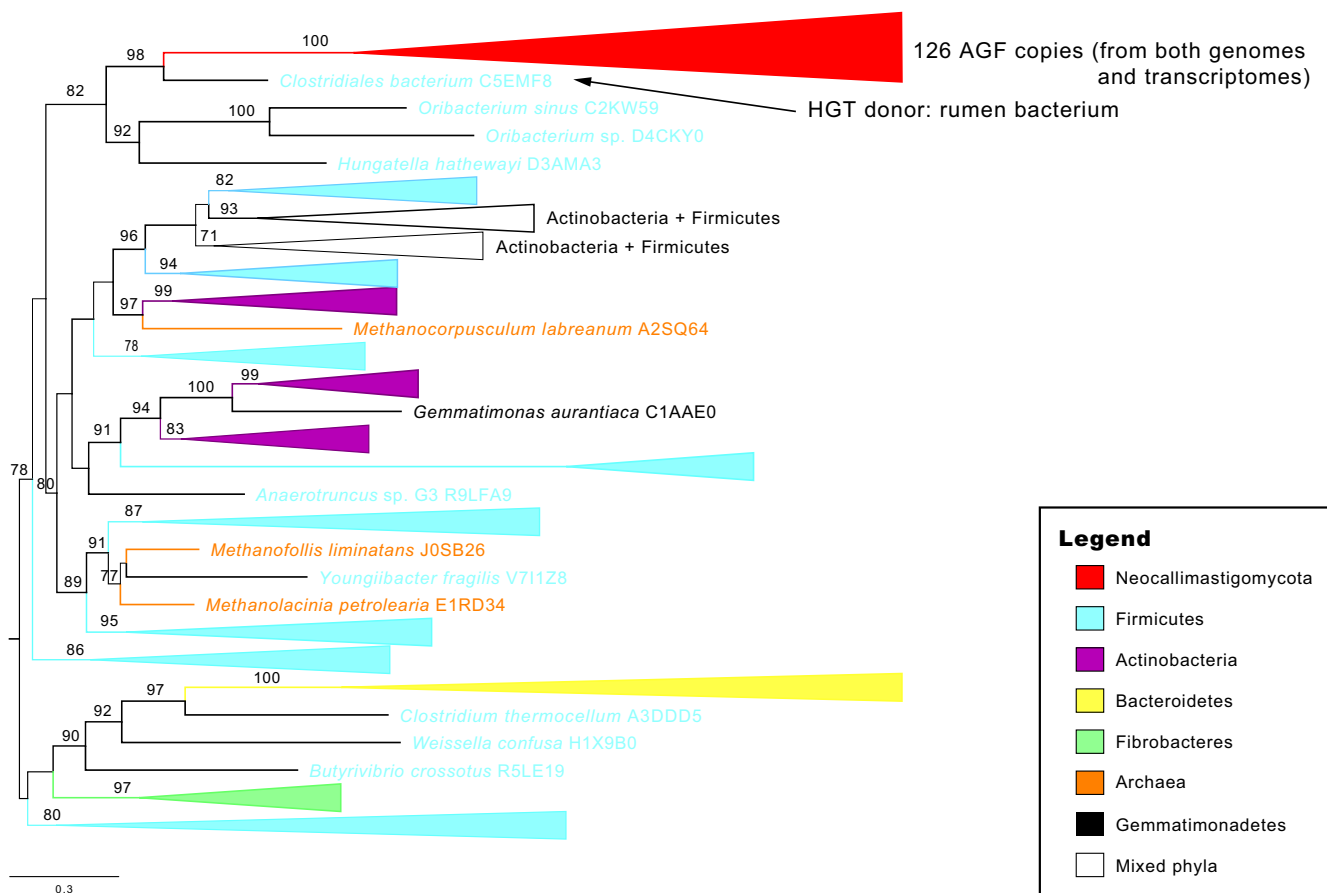 100
126 AGF copies (from both genomes
and transcriptomes)
98
Clostridiales bacterium C5EMF8
82
HGT donor: rumen bacterium
Oribacterium sinus C2KW59
100
Oribacterium sp. D4CKY0
92
Hungatella hathewayi D3AMA3
82
93
Actinobacteria + Firmicutes
71
Actinobacteria + Firmicutes
96
94
99
97
Methanocorpusculum labreanum A2SQ64
78
99
100
Gemmatimonas aurantiaca C1AAE0
94
83
91
78
80
Anaerotruncus sp. G3 R9LFA9
87
91
Methanofollis liminatans J0SB26
77
Youngiibacter fragilis V7I1Z8
89
Methanolacinia petrolearia E1RD34
95
86
100
97
Clostridium thermocellum A3DDD5
92
Weissella confusa H1X9B0
90
Butyrivibrio crossotus R5LE19
97
80
0.3
Legend
Neocallimastigomycota
Firmicutes
Actinobacteria
Bacteroidetes
Fibrobacteres
Archaea
Gemmatimonadetes
Mixed phyla